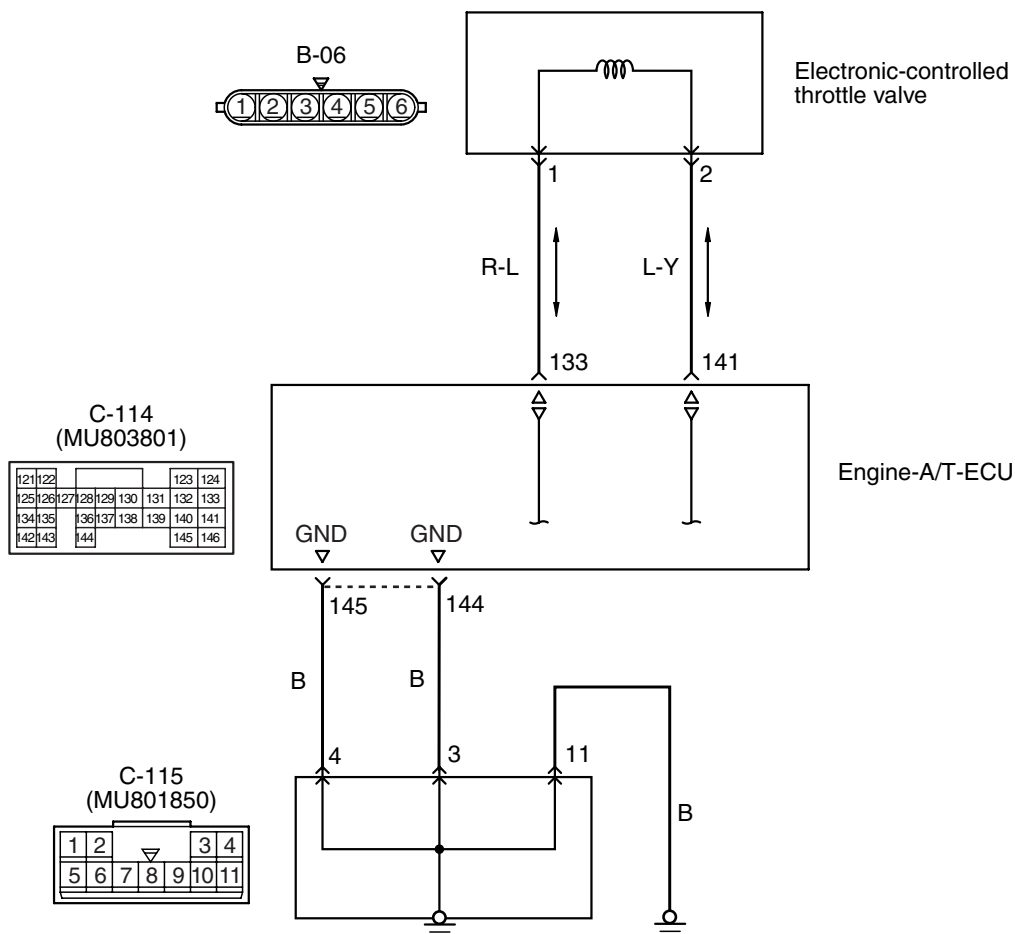 B-06
1 2 3 4 5 6
Electronic-controlled
throttle valve
1 2
R-L L-Y
133 141
C-114
(MU803801)
121 122 123 124
125 126 127 128 129 130 131 132 133
134 135 136 137 138 139 140 141
142 143 144 145 146
Engine-A/T-ECU
GND GND
145 144
B B
4 3 11
C-115
(MU801850)
1 2 3 4
5 6 7 8 9 10 11
B